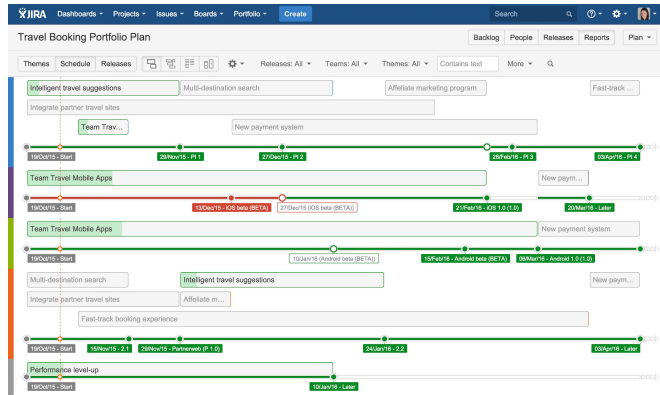 JIRA Dashboards Projects Issues Boards Portfolio Create Search
Travel Booking Portfolio Plan Backlog People Releases Reports Plan
Themes Schedule Releases Releases: All Teams: All Themes: All Contains text More
Intelligent travel suggestions Multi-destination search Affeliate marketing program Fast-track ...
Integrate partner travel sites
Team Trav... New payment system
19/Oct/15 - Start 29/Nov/15 - PI 1 27/Dec/15 - PI 2 28/Feb/16 - PI 3 03/Apr/16 - PI 4
Team Travel Mobile Apps New paym...
19/Oct/15 - Start 13/Dec/15 - iOS beta (BETA) 27/Dec/15 (iOS beta (BETA)) 21/Feb/16 - iOS 1.0 (1.0) 20/Mar/16 - Later
Team Travel Mobile Apps New payment system
19/Oct/15 - Start 10/Jan/16 (Android beta (BETA)) 15/Feb/16 - Android beta (BETA) 06/Mar/16 - Android 1.0 (1.0)
Multi-destination search Intelligent travel suggestions New paym...
Integrate partner travel sites Affeliate m...
Fast-track booking experience
19/Oct/15 - Start 15/Nov/15 - 2.1 29/Nov/15 - Partnerweb (P 1.0) 24/Jan/16 - 2.2 03/Apr/16 - Later
Performance level-up
19/Oct/15 - Start 10/Jan/16 - Later